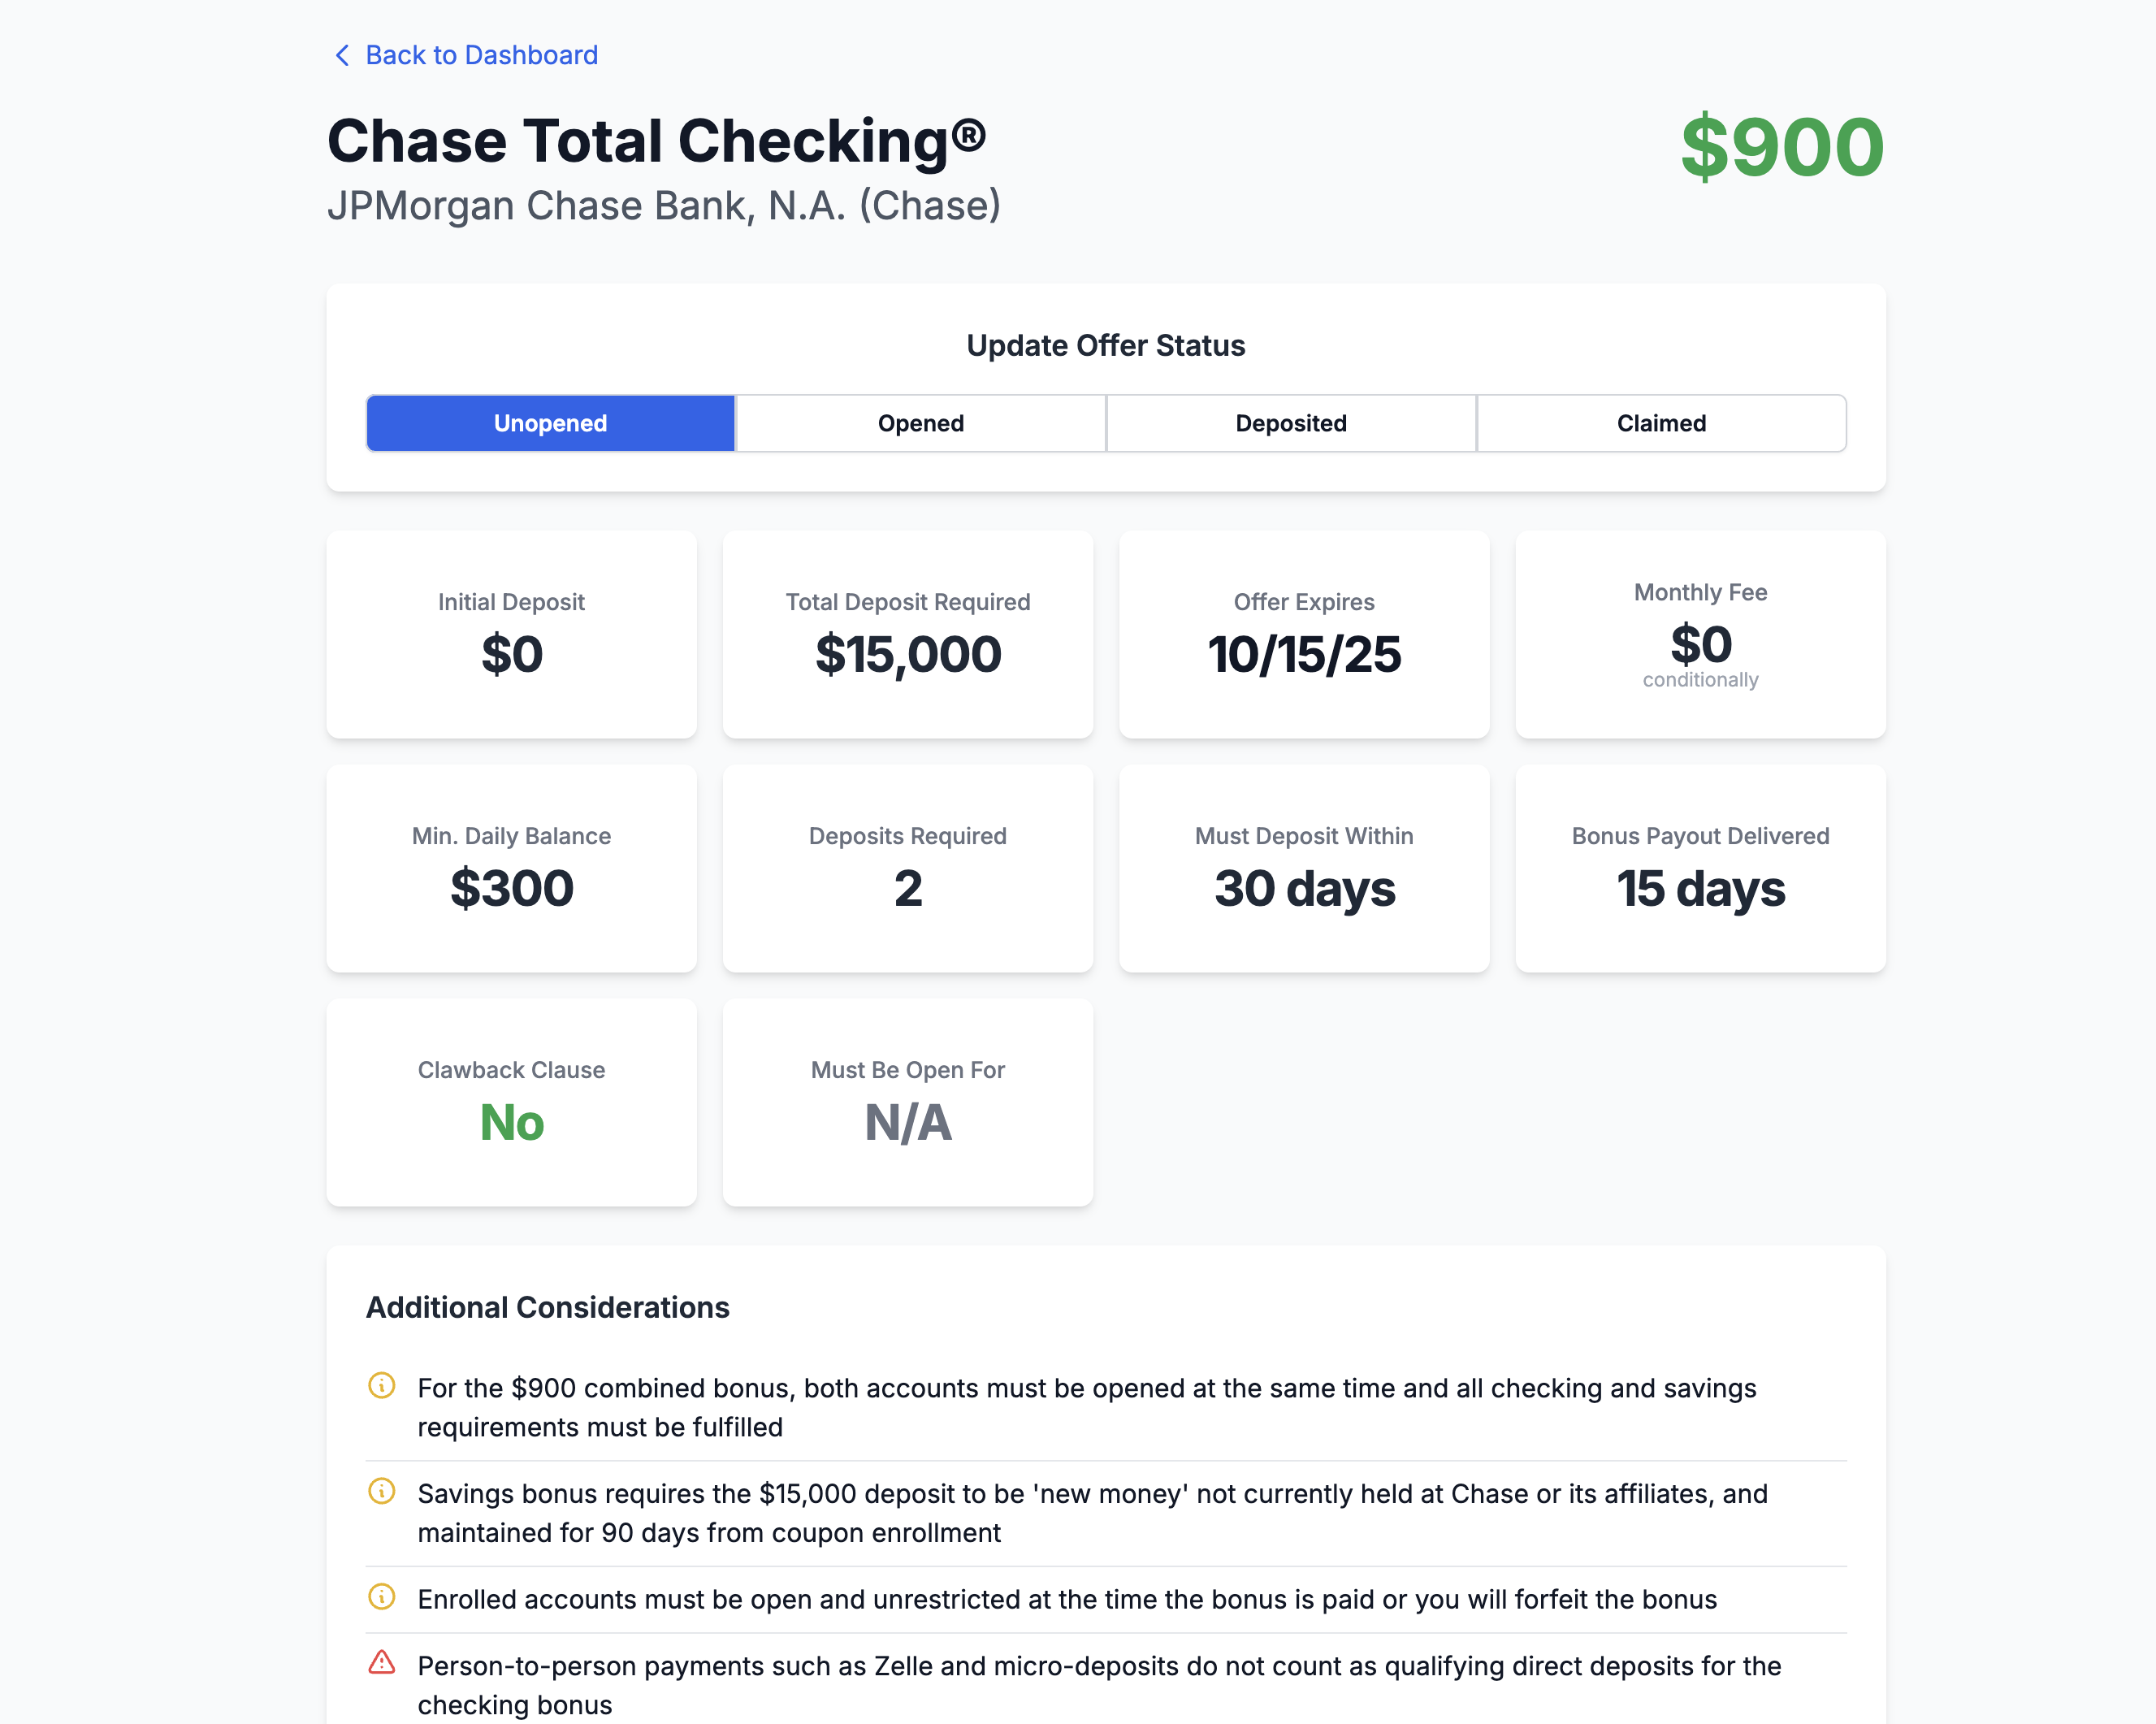 Back to Dashboard
Chase Total Checking®
$900
JPMorgan Chase Bank, N.A. (Chase)
Update Offer Status
Unopened
Opened
Deposited
Claimed
Initial Deposit
$0
Total Deposit Required
$15,000
Offer Expires
10/15/25
Monthly Fee
$0
conditionally
Min. Daily Balance
$300
Deposits Required
2
Must Deposit Within
30 days
Bonus Payout Delivered
15 days
Clawback Clause
No
Must Be Open For
N/A
Additional Considerations
For the $900 combined bonus, both accounts must be opened at the same time and all checking and savings
requirements must be fulfilled
Savings bonus requires the $15,000 deposit to be 'new money' not currently held at Chase or its affiliates, and
maintained for 90 days from coupon enrollment
Enrolled accounts must be open and unrestricted at the time the bonus is paid or you will forfeit the bonus
Person-to-person payments such as Zelle and micro-deposits do not count as qualifying direct deposits for the
checking bonus